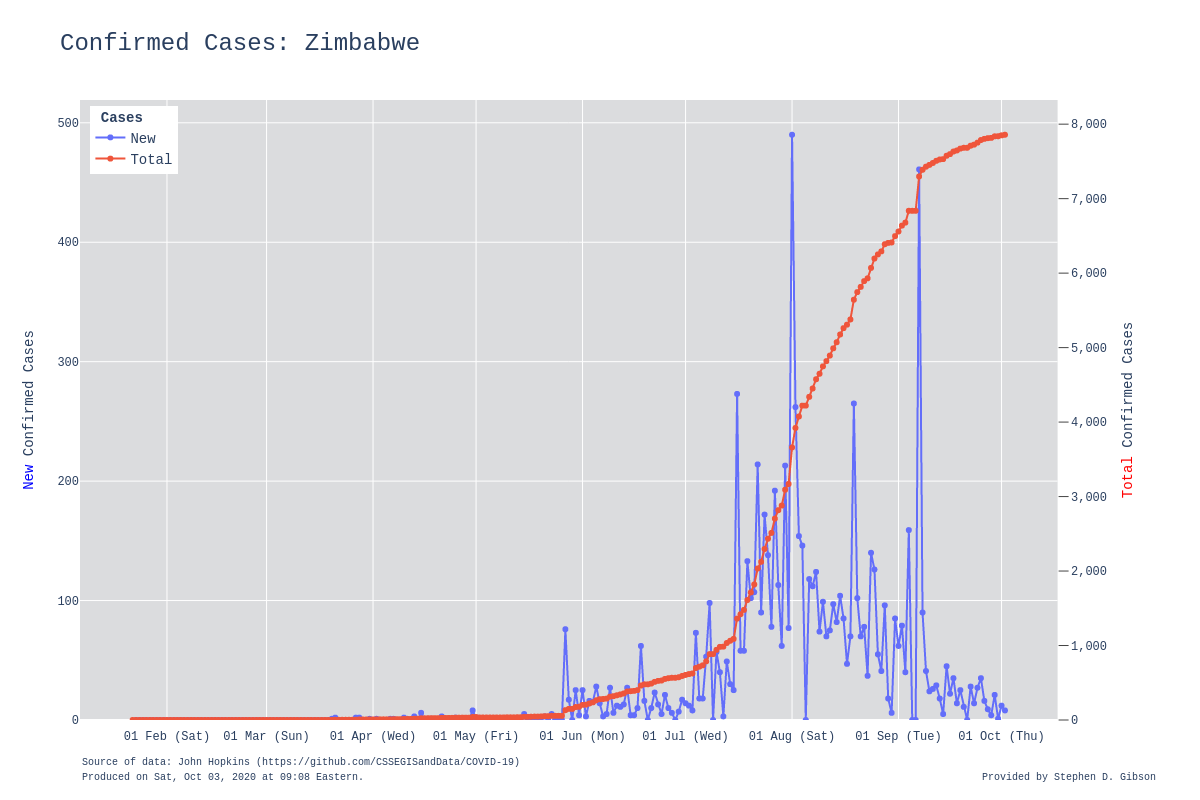 Confirmed Cases: Zimbabwe
Cases
New
Total
500
400
300
200
100
0
8,000
7,000
6,000
5,000
4,000
3,000
2,000
1,000
0
New Confirmed Cases
Total Confirmed Cases
01 Feb (Sat) 01 Mar (Sun) 01 Apr (Wed) 01 May (Fri) 01 Jun (Mon) 01 Jul (Wed) 01 Aug (Sat) 01 Sep (Tue) 01 Oct (Thu)
Source of data: John Hopkins (https://github.com/CSSEGISandData/COVID-19)
Produced on Sat, Oct 03, 2020 at 09:08 Eastern.
Provided by Stephen D. Gibson